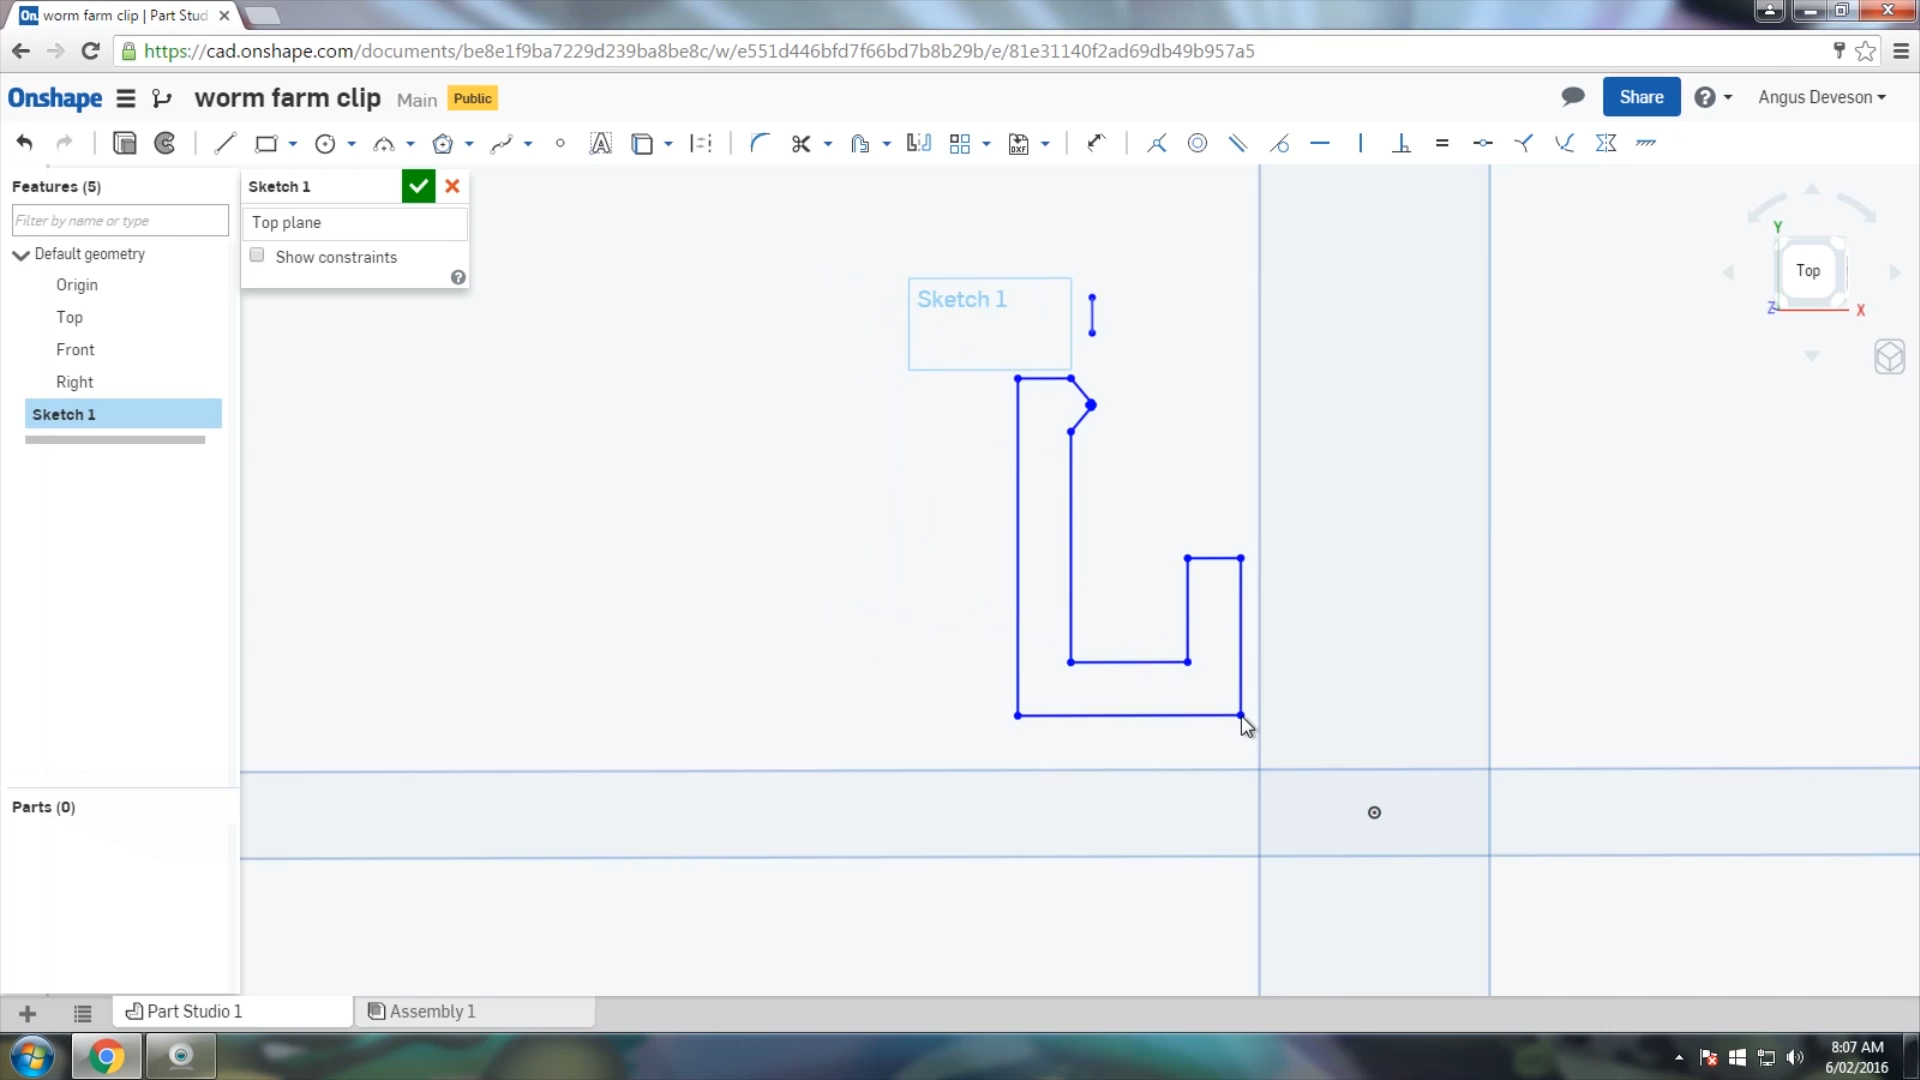 worm farm clip | Part Studi
https://cad.onshape.com/documents/be8e1f9ba7229d239ba8be8c/w/e551d446bfd7f66bd7b8b29b/e/81e31140f2ad69db49b957a5
Onshape worm farm clip Main Public Share Angus Deveson
DXF
Features (5)
Filter by name or type
Default geometry
Origin
Top
Front
Right
Sketch 1
Parts (0)
Sketch 1
Top plane
Show constraints
Sketch 1
Y
Top
Z X
Part Studio 1 Assembly 1
8:07 AM
6/02/2016